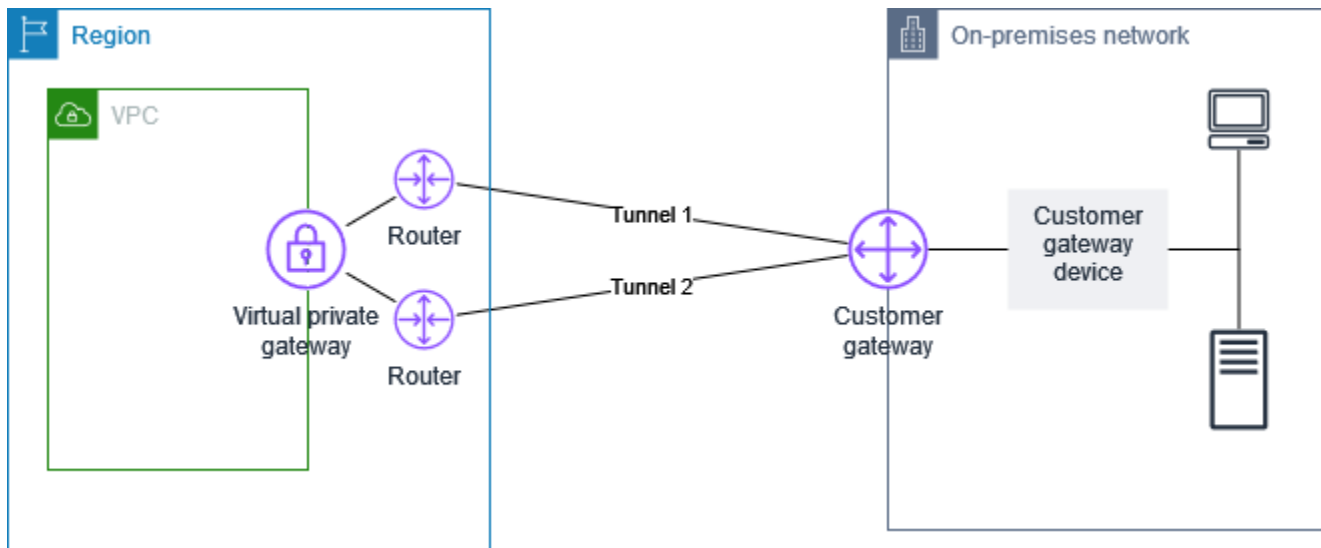 Region
On-premises network
VPC
Router
Tunnel 1
Customer
gateway
device
Tunnel 2
Virtual private
gateway
Router
Customer
gateway